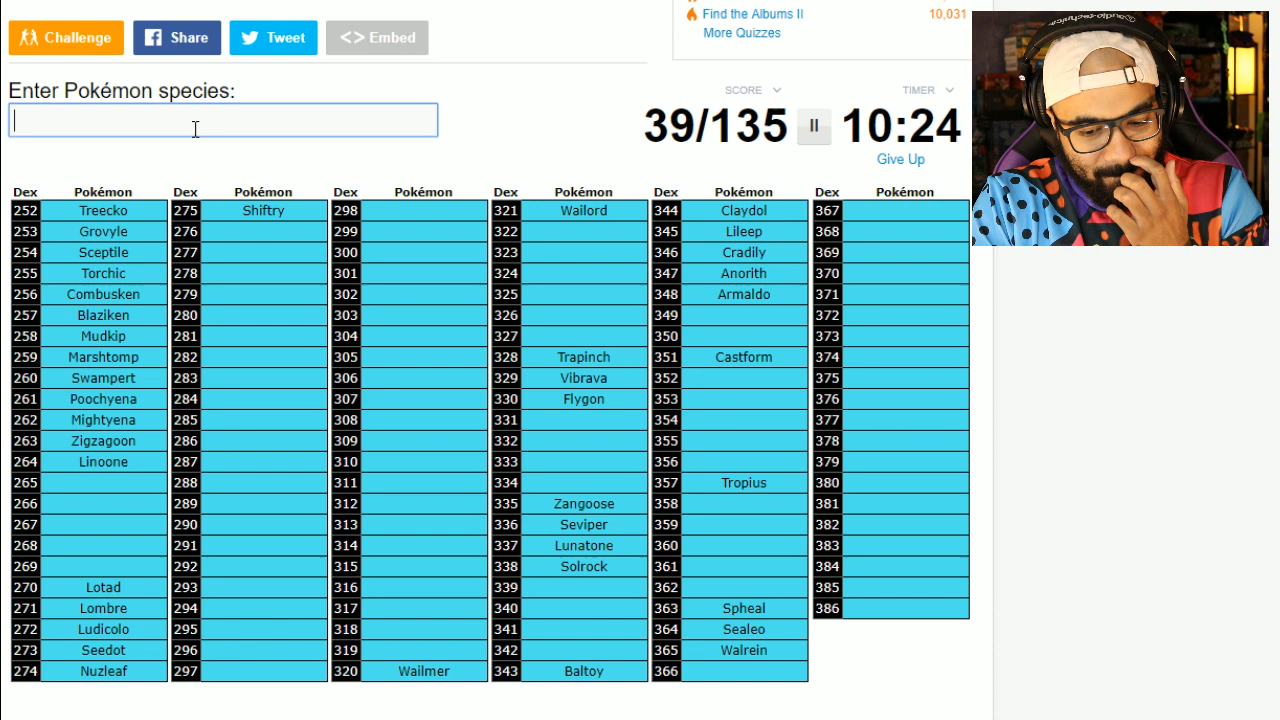 Challenge
Share
Tweet
<> Embed
Find the Albums II 10,031
More Quizzes
Enter Pokémon species:
SCORE
39/135
TIMER
10:24
Give Up
Dex Pokémon Dex Pokémon Dex Pokémon Dex Pokémon Dex Pokémon Dex Pokémon
252 Treecko 275 Shiftry 298 321 Wailord 344 Claydol 367
253 Grovyle 276 299 322 345 Lileep 368
254 Sceptile 277 300 323 346 Cradily 369
255 Torchic 278 301 324 347 Anorith 370
256 Combusken 279 302 325 348 Armaldo 371
257 Blaziken 280 303 326 349 372
258 Mudkip 281 304 327 350 373
259 Marshtomp 282 305 328 Trapinch 351 Castform 374
260 Swampert 283 306 329 Vibrava 352 375
261 Poochyena 284 307 330 Flygon 353 376
262 Mightyena 285 308 331 354 377
263 Zigzagoon 286 309 332 355 378
264 Linoone 287 310 333 356 379
265 288 311 334 357 Tropius 380
266 289 312 335 Zangoose 358 381
267 290 313 336 Seviper 359 382
268 291 314 337 Lunatone 360 383
269 292 315 338 Solrock 361 384
270 Lotad 293 316 339 362 385
271 Lombre 294 317 340 363 Spheal 386
272 Ludicolo 295 318 341 364 Sealeo
273 Seedot 296 319 342 365 Walrein
274 Nuzleaf 297 320 Wailmer 343 Baltoy 366